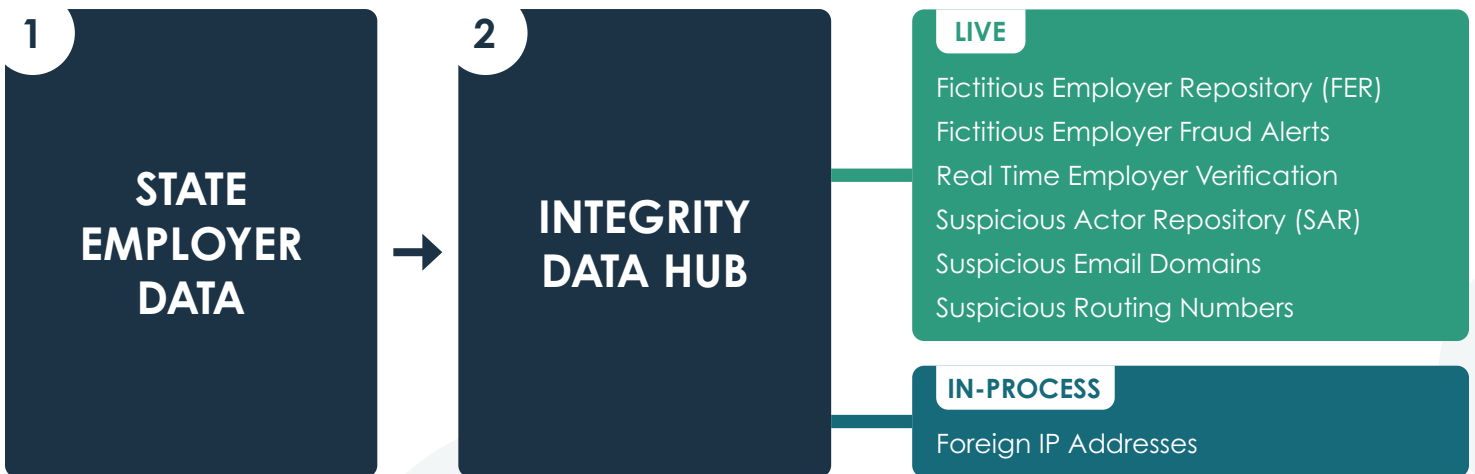 1
STATE
EMPLOYER
DATA
2
INTEGRITY
DATA HUB
LIVE
Fictitious Employer Repository (FER)
Fictitious Employer Fraud Alerts
Real Time Employer Verification
Suspicious Actor Repository (SAR)
Suspicious Email Domains
Suspicious Routing Numbers
IN-PROCESS
Foreign IP Addresses